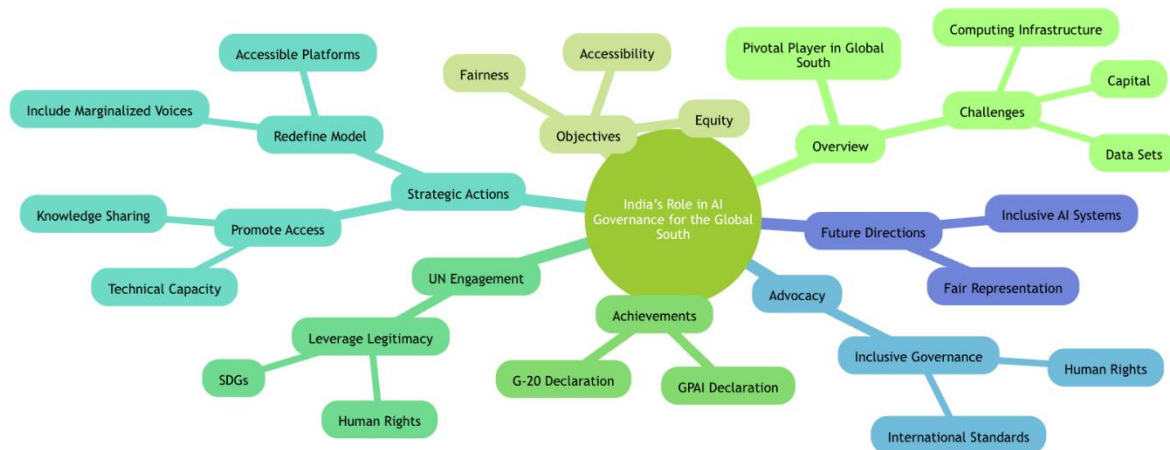 India's Role in AI
Governance for the Global
South
Overview
Pivotal Player in Global
South
Challenges
Computing Infrastructure
Capital
Data Sets
Objectives
Fairness
Accessibility
Equity
Strategic Actions
Redefine Model
Accessible Platforms
Include Marginalized Voices
Promote Access
Knowledge Sharing
Technical Capacity
UN Engagement
Leverage Legitimacy
SDGs
Human Rights
Achievements
G-20 Declaration
GPAI Declaration
Advocacy
Inclusive Governance
Human Rights
International Standards
Future Directions
Inclusive AI Systems
Fair Representation